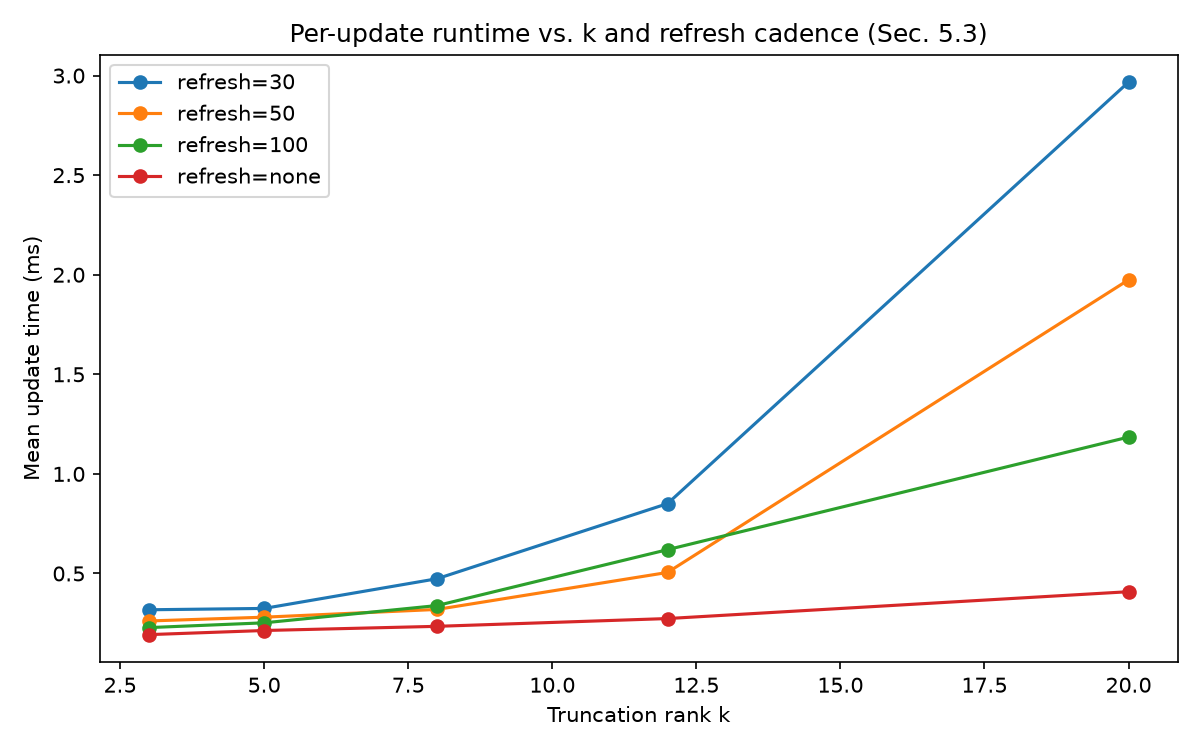 Per-update runtime vs. k and refresh cadence (Sec. 5.3)
refresh=30
refresh=50
refresh=100
refresh=none
Mean update time (ms)
3.0
2.5
2.0
1.5
1.0
0.5
2.5 5.0 7.5 10.0 12.5 15.0 17.5 20.0
Truncation rank k